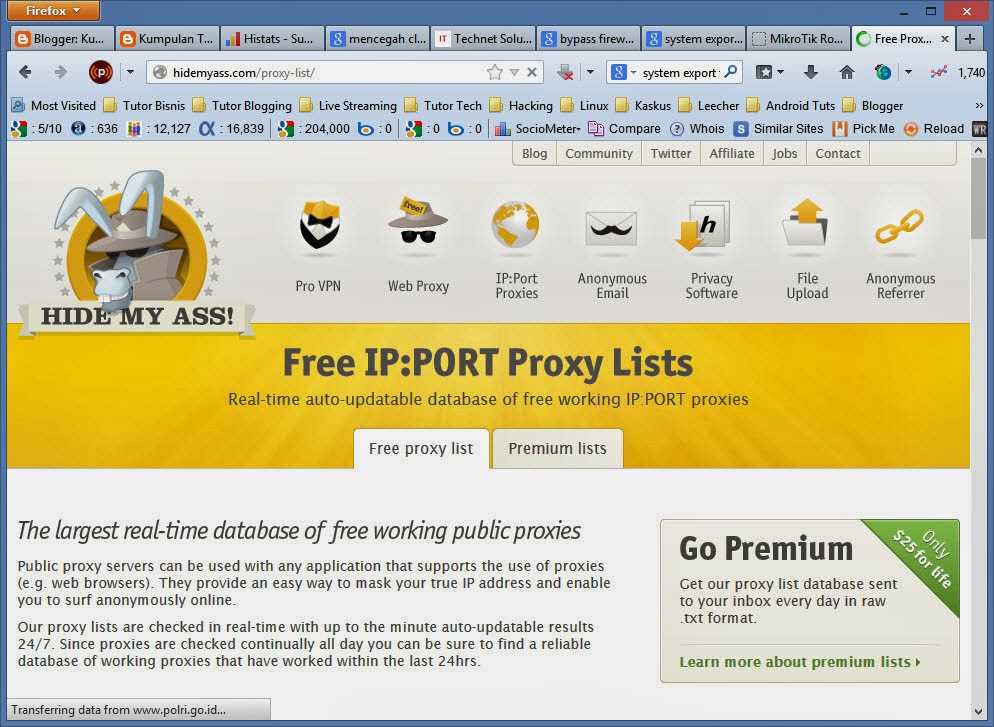 Firefox
Blogger: Ku...
Kumpulan T...
Histats - Su...
mencegah cl...
IT Technet Solu...
bypass firew...
system expor...
MikroTik Ro...
Free Prox...
hidemyass.com/proxy-list/
system export
1,740
Most Visited
Tutor Bisnis
Tutor Blogging
Live Streaming
Tutor Tech
Hacking
Linux
Kaskus
Leecher
Android Tuts
Blogger
: 5/10
: 636
: 12,127
: 16,839
: 204,000
: 0
: 0
: 0
SocioMeter
Compare
Whois
Similar Sites
Pick Me
Reload
WR
Blog
Community
Twitter
Affiliate
Jobs
Contact
free!
h
Pro VPN
Web Proxy
IP:Port
Proxies
Anonymous
Email
Privacy
Software
File
Upload
Anonymous
Referrer
HIDE MY ASS!
Free IP:PORT Proxy Lists
Real-time auto-updatable database of free working IP:PORT proxies
Free proxy list
Premium lists
The largest real-time database of free working public proxies
Public proxy servers can be used with any application that supports the use of proxies
(e.g. web browsers). They provide an easy way to mask your true IP address and enable
you to surf anonymously online.
Our proxy lists are checked in real-time with up to the minute auto-updatable results
24/7. Since proxies are checked continually all day you can be sure to find a reliable
database of working proxies that have worked within the last 24hrs.
Go Premium
Only
$25 for life
Get our proxy list database sent
to your inbox every day in raw
.txt format.
Learn more about premium lists
Transferring data from www.polri.go.id...